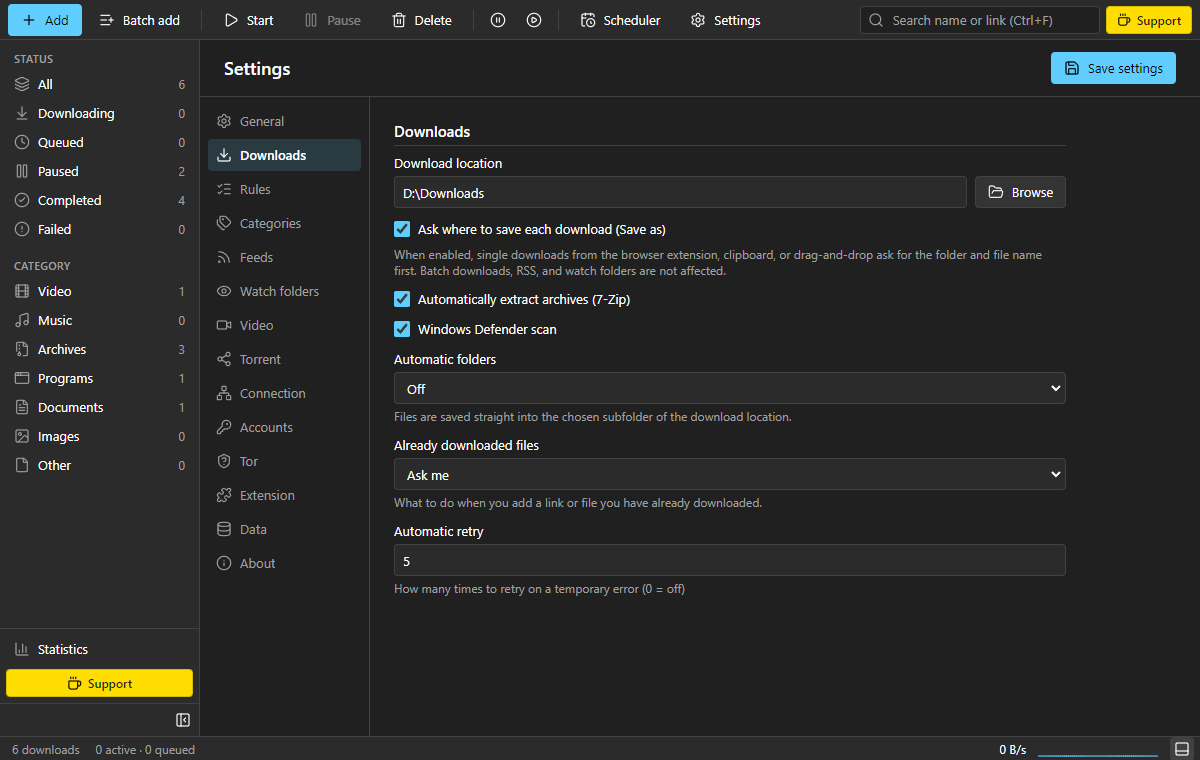 Add
Batch add
Start
Pause
Delete
Scheduler
Settings
Search name or link (Ctrl+F)
Support
STATUS
All 6
Downloading 0
Queued 0
Paused 2
Completed 4
Failed 0
CATEGORY
Video 1
Music 0
Archives 3
Programs 1
Documents 1
Images 0
Other 0
Statistics
Support
Settings
Save settings
General
Downloads
Rules
Categories
Feeds
Watch folders
Video
Torrent
Connection
Accounts
Tor
Extension
Data
About
Downloads
Download location
D:\Downloads
Browse
Ask where to save each download (Save as)
When enabled, single downloads from the browser extension, clipboard, or drag-and-drop ask for the folder and file name
first. Batch downloads, RSS, and watch folders are not affected.
Automatically extract archives (7-Zip)
Windows Defender scan
Automatic folders
Off
Files are saved straight into the chosen subfolder of the download location.
Already downloaded files
Ask me
What to do when you add a link or file you have already downloaded.
Automatic retry
5
How many times to retry on a temporary error (0 = off)
6 downloads
0 active · 0 queued
0 B/s